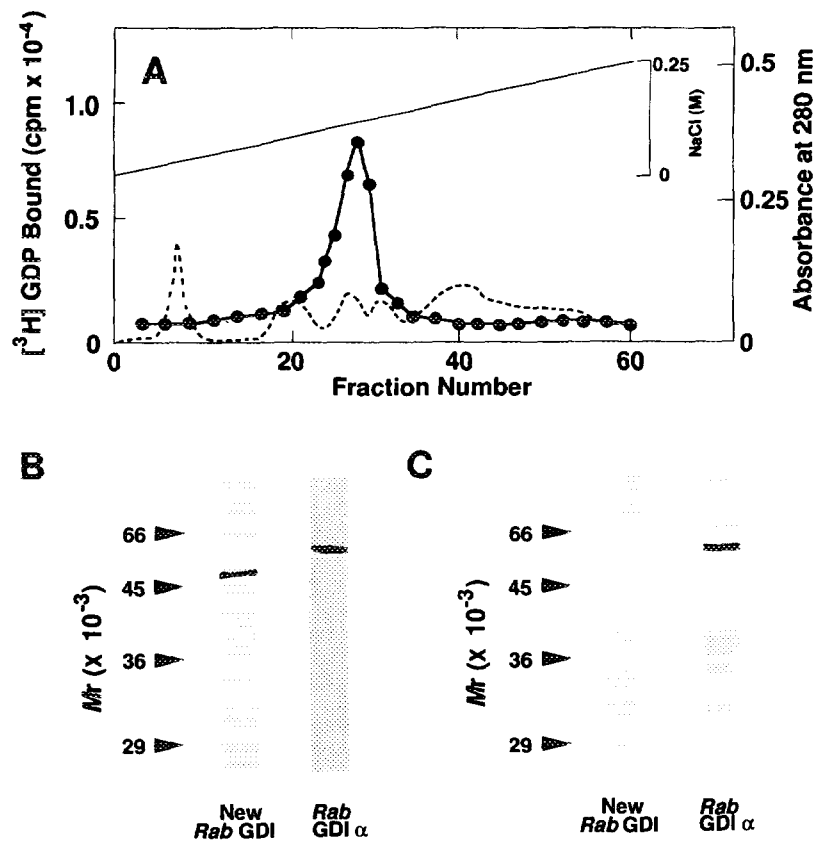 A
[³H] GDP Bound (cpm x 10⁻⁴)
1.0
0.5
0
0.25
0
NaCl (M)
0.5
0.25
0
Absorbance at 280 nm
0
20
40
60
Fraction Number
B
Mr (x 10⁻³)
66
45
36
29
New
Rab GDI
Rab
GDI α
C
Mr (x 10⁻³)
66
45
36
29
New
Rab GDI
Rab
GDI α